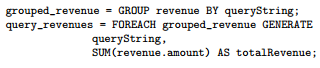 grouped_revenue = GROUP revenue BY queryString;
query_revenues = FOREACH grouped_revenue GENERATE
queryString,
SUM(revenue.amount) AS totalRevenue;